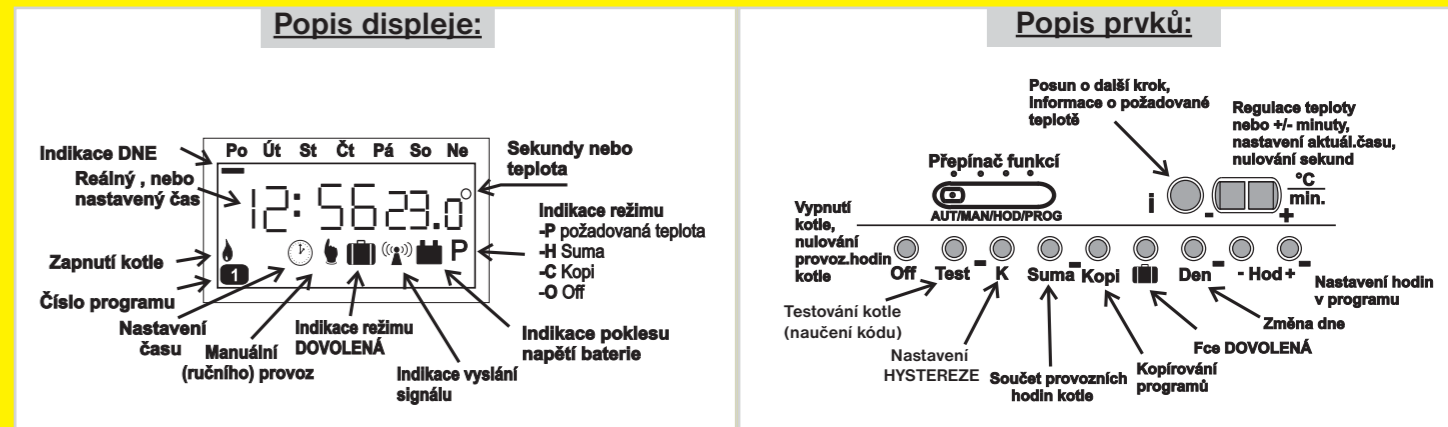 Popis displeje:
Indikace DNE
Reálný , nebo
nastavený čas
Zapnutí kotle
Číslo programu
Nastavení
času
Manuální
(ručního) provoz
Po Út St Čt Pá So Ne
12:56 23.0°
1
P
Indikace režimu
DOVOLENÁ
Indikace vyslání
signálu
Sekundy nebo
teplota
Indikace režimu
-P požadovaná teplota
-H Suma
-C Kopi
-O Off
Indikace poklesu
napětí baterie
Popis prvků:
Posun o další krok,
informace o požadované
teplotě
Regulace teploty
nebo +/- minuty,
nastavení aktuál.času,
nulování sekund
Přepínač funkcí
AUT/MAN/HOD/PROG
i
- +
°C
min.
Vypnutí
kotle,
nulování
provoz.hodin
kotle
Off Test K Suma Kopi Den - Hod +
Testování kotle
(naučení kódu)
Nastavení
HYSTEREZE
Součet provozních
hodin kotle
Kopírování
programů
Fce DOVOLENÁ
Změna dne
Nastavení hodin
v programu